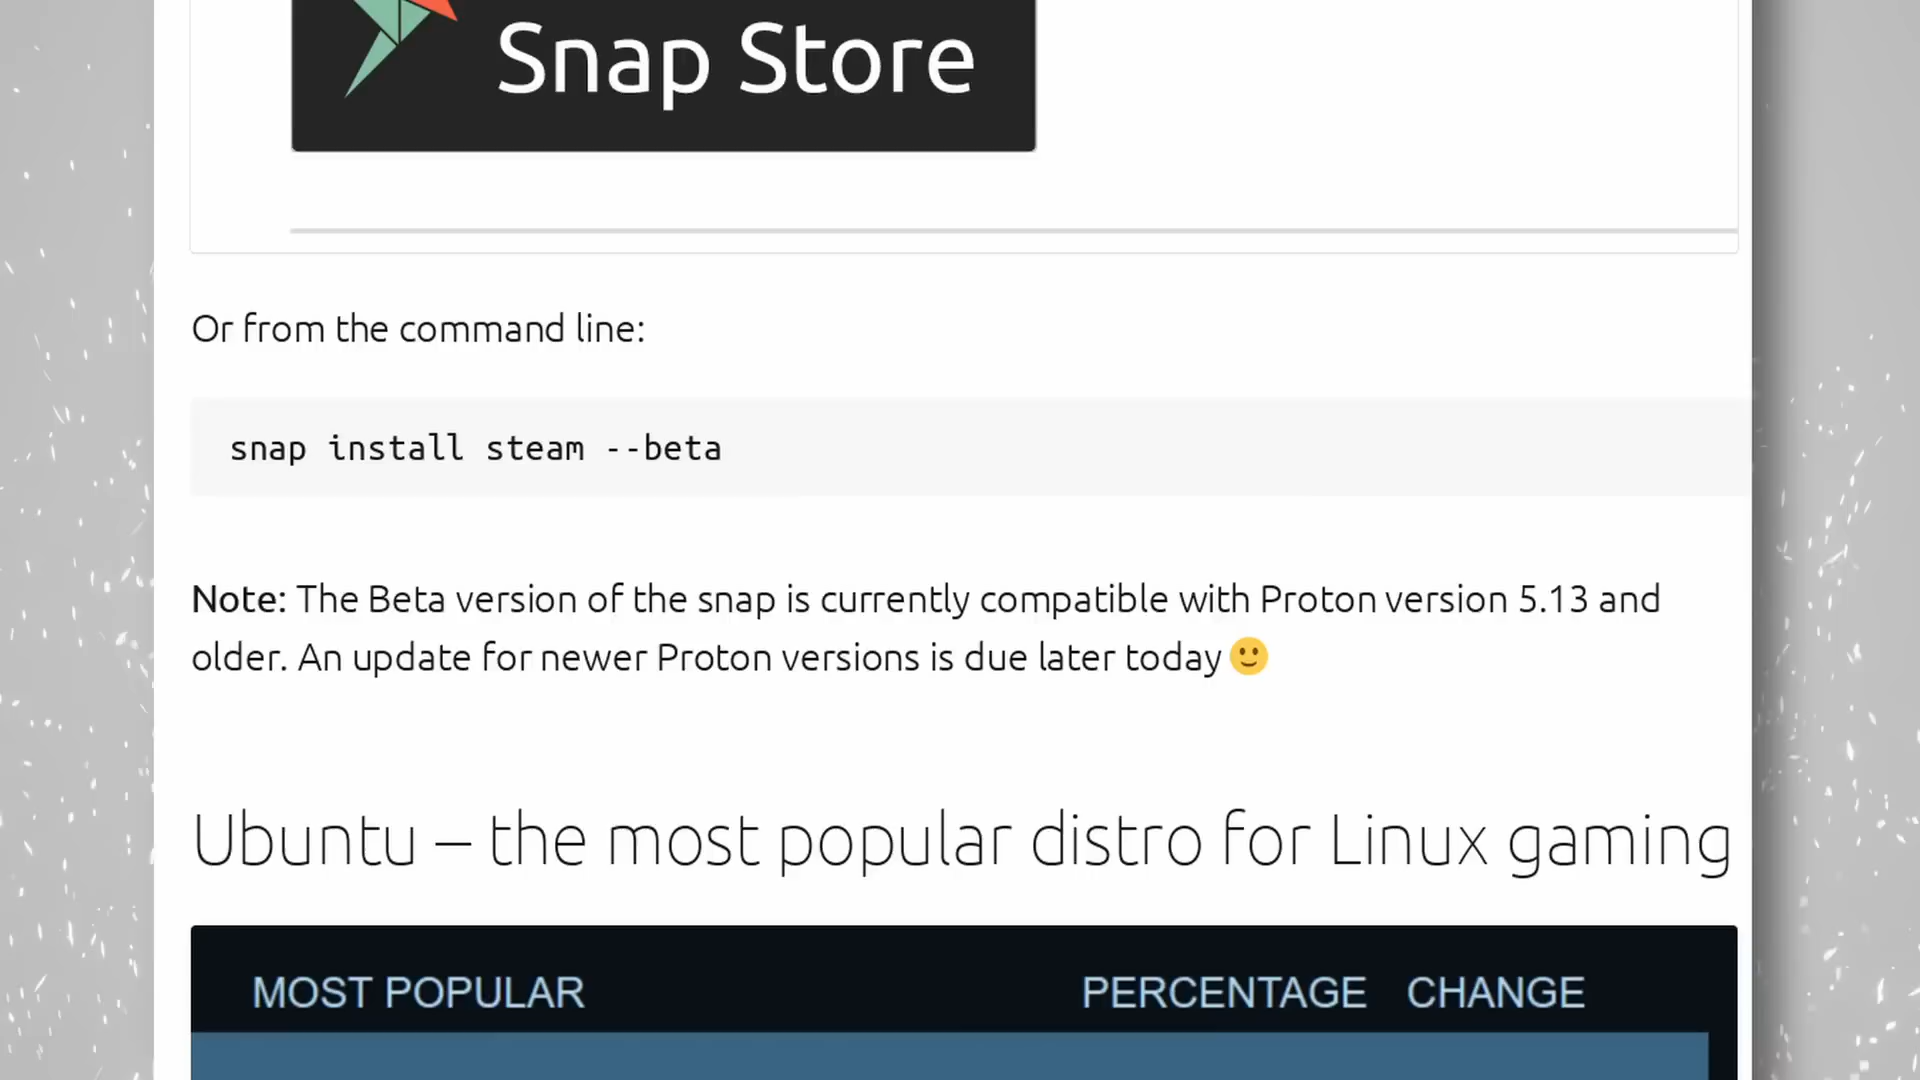 Snap Store
Or from the command line:
snap install steam --beta
Note: The Beta version of the snap is currently compatible with Proton version 5.13 and
older. An update for newer Proton versions is due later today 🙂
Ubuntu – the most popular distro for Linux gaming
MOST POPULAR PERCENTAGE CHANGE